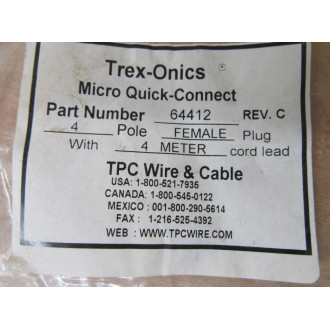 Trex-Onics ®
Micro Quick-Connect
Part Number 64412 REV. C
4 Pole FEMALE Plug
With 4 METER cord lead
TPC Wire & Cable
USA: 1-800-521-7935
CANADA: 1-800-545-0122
MEXICO : 001-800-290-5614
FAX : 1-216-525-4392
WEB : WWW.TPCWIRE.COM